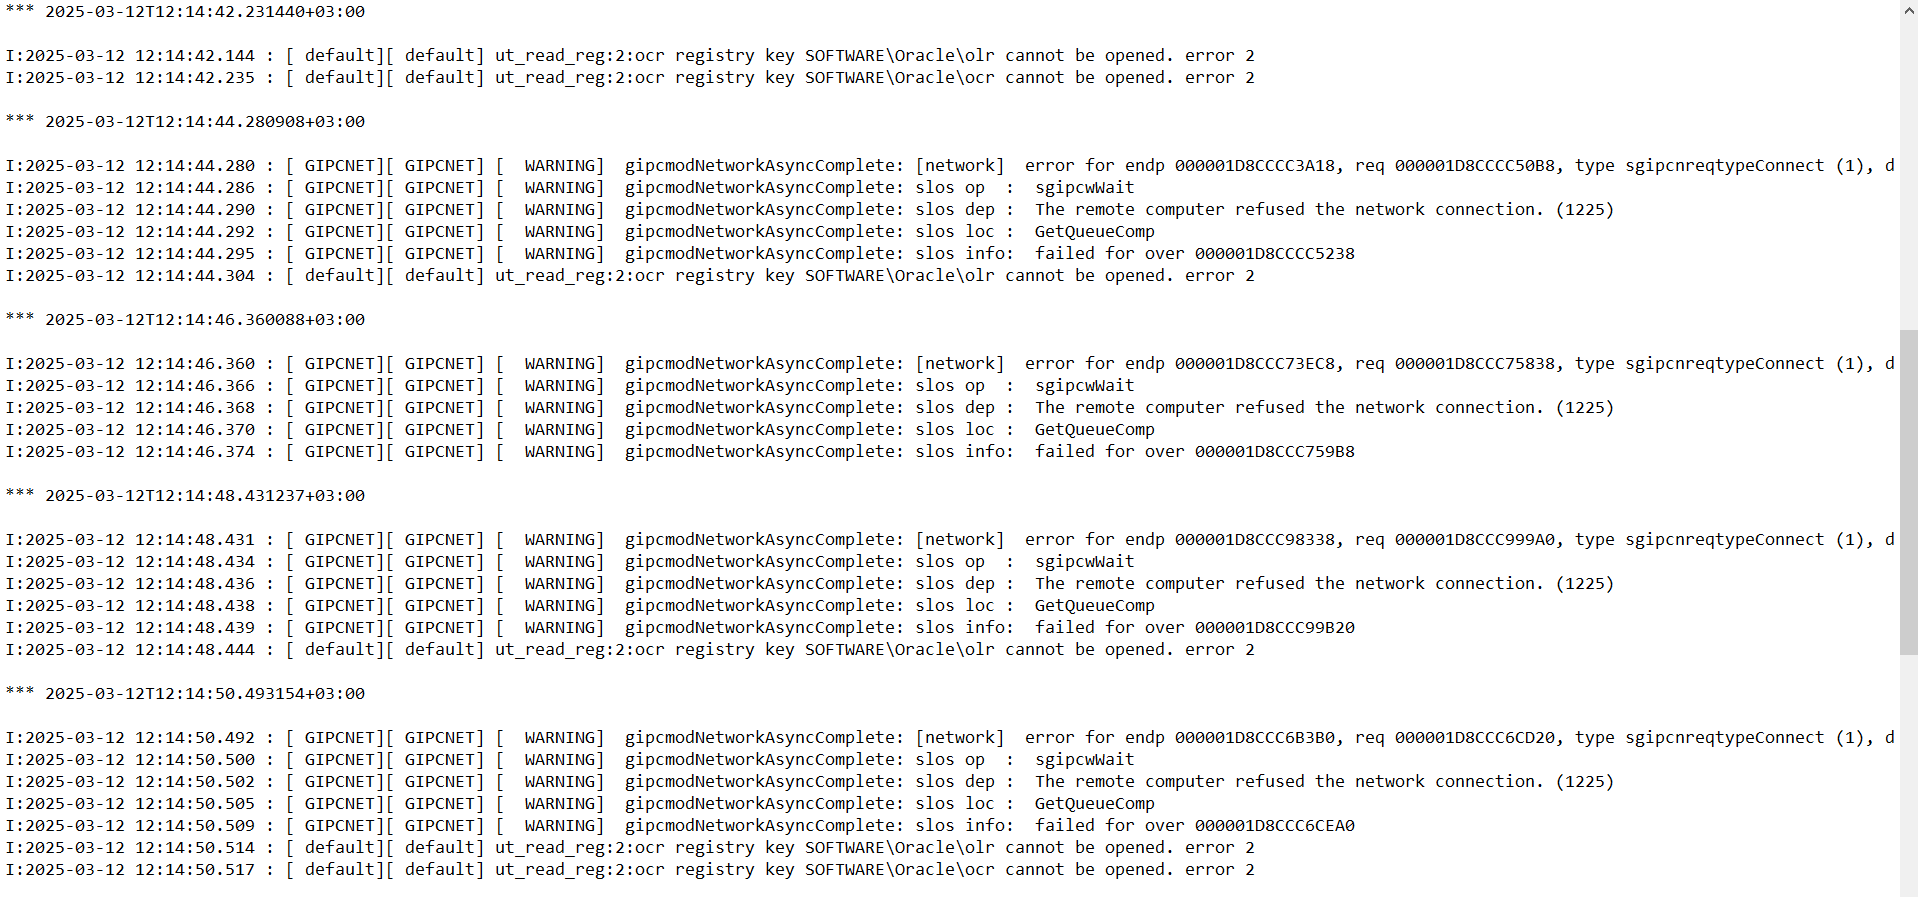 *** 2025-03-12T12:14:42.231440+03:00
I:2025-03-12 12:14:42.144 : [ default][ default] ut_read_reg:2:ocr registry key SOFTWARE\Oracle\olr cannot be opened. error 2
I:2025-03-12 12:14:42.235 : [ default][ default] ut_read_reg:2:ocr registry key SOFTWARE\Oracle\ocr cannot be opened. error 2
*** 2025-03-12T12:14:44.280908+03:00
I:2025-03-12 12:14:44.280 : [ GIPCNET][ GIPCNET] [  WARNING]  gipcmodNetworkAsyncComplete: [network]  error for endp 000001D8CCCC3A18, req 000001D8CCCC50B8, type sgipcnreqtypeConnect (1), d
I:2025-03-12 12:14:44.286 : [ GIPCNET][ GIPCNET] [  WARNING]  gipcmodNetworkAsyncComplete: slos op  :  sgipcwWait
I:2025-03-12 12:14:44.290 : [ GIPCNET][ GIPCNET] [  WARNING]  gipcmodNetworkAsyncComplete: slos dep :  The remote computer refused the network connection. (1225)
I:2025-03-12 12:14:44.292 : [ GIPCNET][ GIPCNET] [  WARNING]  gipcmodNetworkAsyncComplete: slos loc :  GetQueueComp
I:2025-03-12 12:14:44.295 : [ GIPCNET][ GIPCNET] [  WARNING]  gipcmodNetworkAsyncComplete: slos info:  failed for over 000001D8CCCC5238
I:2025-03-12 12:14:44.304 : [ default][ default] ut_read_reg:2:ocr registry key SOFTWARE\Oracle\olr cannot be opened. error 2
*** 2025-03-12T12:14:46.360088+03:00
I:2025-03-12 12:14:46.360 : [ GIPCNET][ GIPCNET] [  WARNING]  gipcmodNetworkAsyncComplete: [network]  error for endp 000001D8CCC73EC8, req 000001D8CCC75838, type sgipcnreqtypeConnect (1), d
I:2025-03-12 12:14:46.366 : [ GIPCNET][ GIPCNET] [  WARNING]  gipcmodNetworkAsyncComplete: slos op  :  sgipcwWait
I:2025-03-12 12:14:46.368 : [ GIPCNET][ GIPCNET] [  WARNING]  gipcmodNetworkAsyncComplete: slos dep :  The remote computer refused the network connection. (1225)
I:2025-03-12 12:14:46.370 : [ GIPCNET][ GIPCNET] [  WARNING]  gipcmodNetworkAsyncComplete: slos loc :  GetQueueComp
I:2025-03-12 12:14:46.374 : [ GIPCNET][ GIPCNET] [  WARNING]  gipcmodNetworkAsyncComplete: slos info:  failed for over 000001D8CCC759B8
*** 2025-03-12T12:14:48.431237+03:00
I:2025-03-12 12:14:48.431 : [ GIPCNET][ GIPCNET] [  WARNING]  gipcmodNetworkAsyncComplete: [network]  error for endp 000001D8CCC98338, req 000001D8CCC999A0, type sgipcnreqtypeConnect (1), d
I:2025-03-12 12:14:48.434 : [ GIPCNET][ GIPCNET] [  WARNING]  gipcmodNetworkAsyncComplete: slos op  :  sgipcwWait
I:2025-03-12 12:14:48.436 : [ GIPCNET][ GIPCNET] [  WARNING]  gipcmodNetworkAsyncComplete: slos dep :  The remote computer refused the network connection. (1225)
I:2025-03-12 12:14:48.438 : [ GIPCNET][ GIPCNET] [  WARNING]  gipcmodNetworkAsyncComplete: slos loc :  GetQueueComp
I:2025-03-12 12:14:48.439 : [ GIPCNET][ GIPCNET] [  WARNING]  gipcmodNetworkAsyncComplete: slos info:  failed for over 000001D8CCC99B20
I:2025-03-12 12:14:48.444 : [ default][ default] ut_read_reg:2:ocr registry key SOFTWARE\Oracle\olr cannot be opened. error 2
*** 2025-03-12T12:14:50.493154+03:00
I:2025-03-12 12:14:50.492 : [ GIPCNET][ GIPCNET] [  WARNING]  gipcmodNetworkAsyncComplete: [network]  error for endp 000001D8CCC6B3B0, req 000001D8CCC6CD20, type sgipcnreqtypeConnect (1), d
I:2025-03-12 12:14:50.500 : [ GIPCNET][ GIPCNET] [  WARNING]  gipcmodNetworkAsyncComplete: slos op  :  sgipcwWait
I:2025-03-12 12:14:50.502 : [ GIPCNET][ GIPCNET] [  WARNING]  gipcmodNetworkAsyncComplete: slos dep :  The remote computer refused the network connection. (1225)
I:2025-03-12 12:14:50.505 : [ GIPCNET][ GIPCNET] [  WARNING]  gipcmodNetworkAsyncComplete: slos loc :  GetQueueComp
I:2025-03-12 12:14:50.509 : [ GIPCNET][ GIPCNET] [  WARNING]  gipcmodNetworkAsyncComplete: slos info:  failed for over 000001D8CCC6CEA0
I:2025-03-12 12:14:50.514 : [ default][ default] ut_read_reg:2:ocr registry key SOFTWARE\Oracle\olr cannot be opened. error 2
I:2025-03-12 12:14:50.517 : [ default][ default] ut_read_reg:2:ocr registry key SOFTWARE\Oracle\ocr cannot be opened. error 2